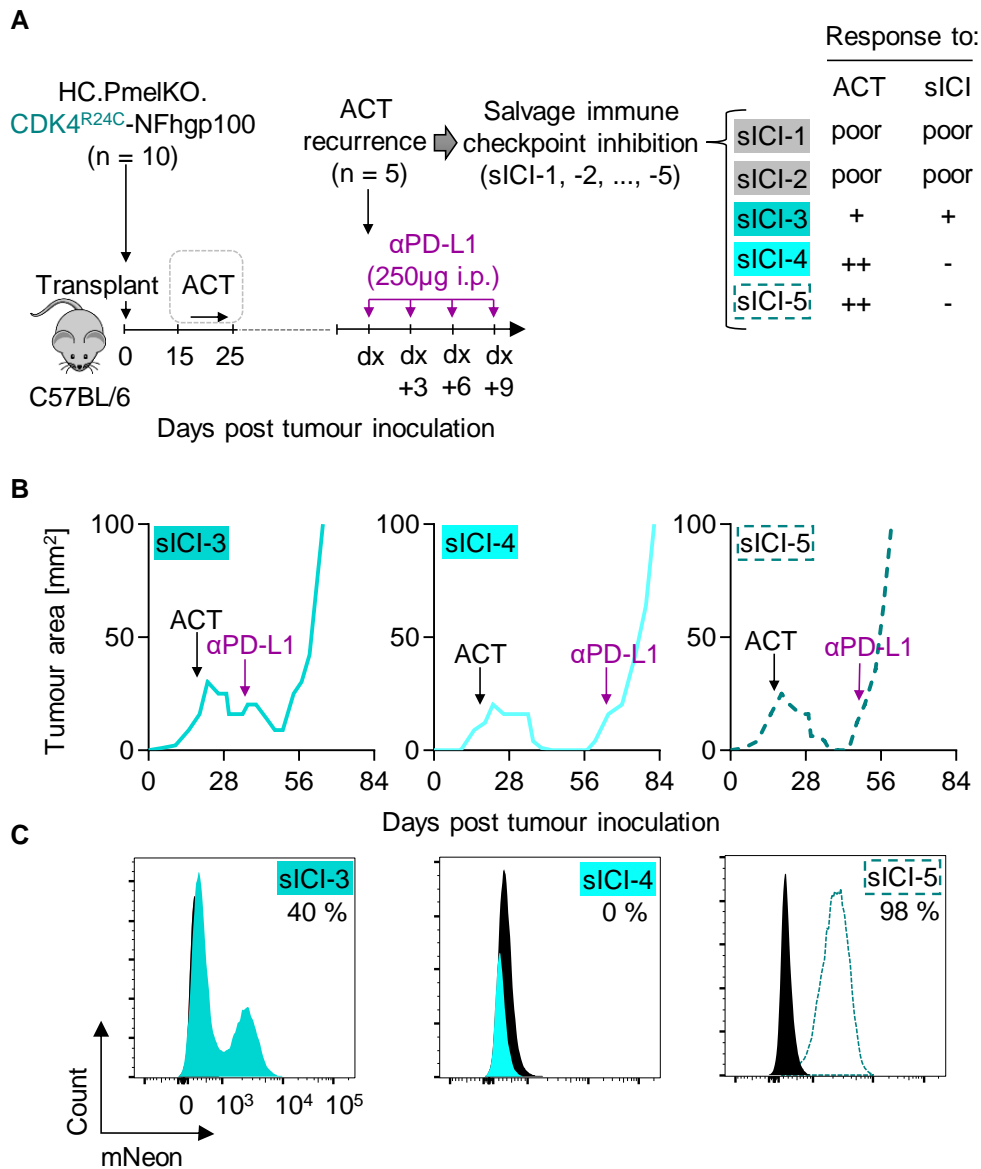 A
HC.PmelKO.
CDK4R24C-NFhgp100
(n = 10)
ACT
recurrence
(n = 5)
Salvage immune
checkpoint inhibition
(sICI-1, -2, ..., -5)
Response to:
ACT sICI
sICI-1 poor poor
sICI-2 poor poor
sICI-3 + +
sICI-4 ++ -
sICI-5 ++ -
αPD-L1
(250µg i.p.)
Transplant ACT
0 15 25
dx dx dx dx
+3 +6 +9
C57BL/6
Days post tumour inoculation
B
Tumour area [mm2]
100
50
0
sICI-3
ACT
αPD-L1
0 28 56 84
100
50
0
sICI-4
ACT
αPD-L1
0 28 56 84
100
50
0
sICI-5
ACT
αPD-L1
0 28 56 84
Days post tumour inoculation
C
sICI-3
40 %
sICI-4
0 %
sICI-5
98 %
0 103 104 105
Count
mNeon